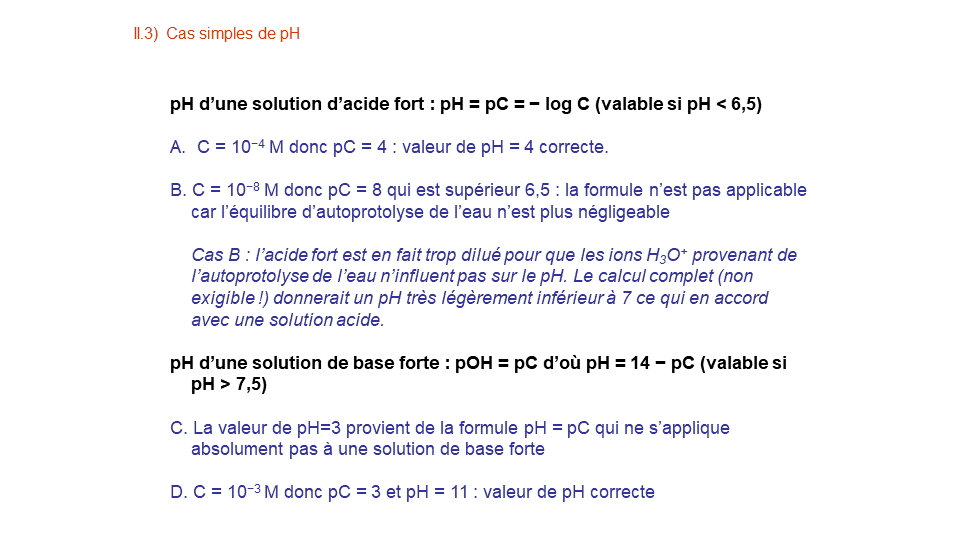 II.3) Cas simples de pH
pH d’une solution d’acide fort : pH = pC = − log C (valable si pH < 6,5)
A. C = 10⁻⁴ M donc pC = 4 : valeur de pH = 4 correcte.
B. C = 10⁻⁸ M donc pC = 8 qui est supérieur 6,5 : la formule n’est pas applicable
car l’équilibre d’autoprotolyse de l’eau n’est plus négligeable
Cas B : l’acide fort est en fait trop dilué pour que les ions H₃O⁺ provenant de
l’autoprotolyse de l’eau n’influent pas sur le pH. Le calcul complet (non
exigible !) donnerait un pH très légèrement inférieur à 7 ce qui en accord
avec une solution acide.
pH d’une solution de base forte : pOH = pC d’où pH = 14 − pC (valable si
pH > 7,5)
C. La valeur de pH=3 provient de la formule pH = pC qui ne s’applique
absolument pas à une solution de base forte
D. C = 10⁻³ M donc pC = 3 et pH = 11 : valeur de pH correcte